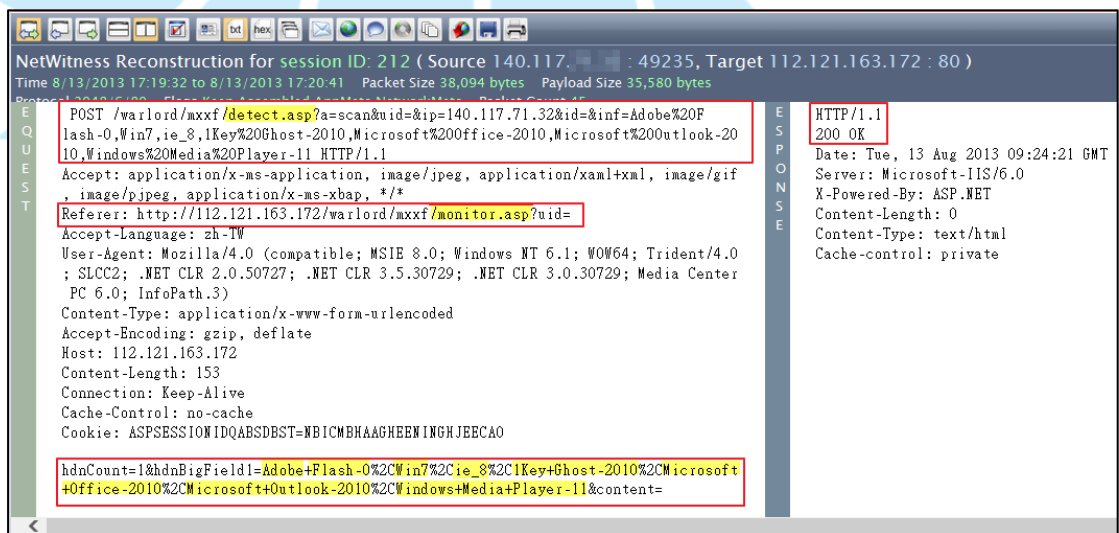 txt hex
NetWitness Reconstruction for session ID: 212 ( Source 140.117. : 49235, Target 112.121.163.172 : 80 )
Time 8/13/2013 17:19:32 to 8/13/2013 17:20:41 Packet Size 38,094 bytes Payload Size 35,580 bytes
E
Q
U
E
S
T
POST /warlord/mxxf/detect.asp?a=scan&uid=&ip=140.117.71.32&id=&inf=Adobe%20F
lash-0,Win7,ie_8,1Key%20Ghost-2010,Microsoft%20Office-2010,Microsoft%20Outlook-20
10,Windows%20Media%20Player-11 HTTP/1.1
Accept: application/x-ms-application, image/jpeg, application/xaml+xml, image/gif
, image/pjpeg, application/x-ms-xbap, */*
Referer: http://112.121.163.172/warlord/mxxf/monitor.asp?uid=
Accept-Language: zh-TW
User-Agent: Mozilla/4.0 (compatible; MSIE 8.0; Windows NT 6.1; WOW64; Trident/4.0
; SLCC2; .NET CLR 2.0.50727; .NET CLR 3.5.30729; .NET CLR 3.0.30729; Media Center
PC 6.0; InfoPath.3)
Content-Type: application/x-www-form-urlencoded
Accept-Encoding: gzip, deflate
Host: 112.121.163.172
Content-Length: 153
Connection: Keep-Alive
Cache-Control: no-cache
Cookie: ASPSESSIONIDQABSDBST=NBICMBHAAGHEENINGHJEECAO
hdnCount=1&hdnBigField1=Adobe+Flash-0%2CWin7%2Cie_8%2C1Key+Ghost-2010%2CMicrosoft
+Office-2010%2CMicrosoft+Outlook-2010%2CWindows+Media+Player-11&content=
E
S
P
O
N
S
E
HTTP/1.1
200 OK
Date: Tue, 13 Aug 2013 09:24:21 GMT
Server: Microsoft-IIS/6.0
X-Powered-By: ASP.NET
Content-Length: 0
Content-Type: text/html
Cache-control: private